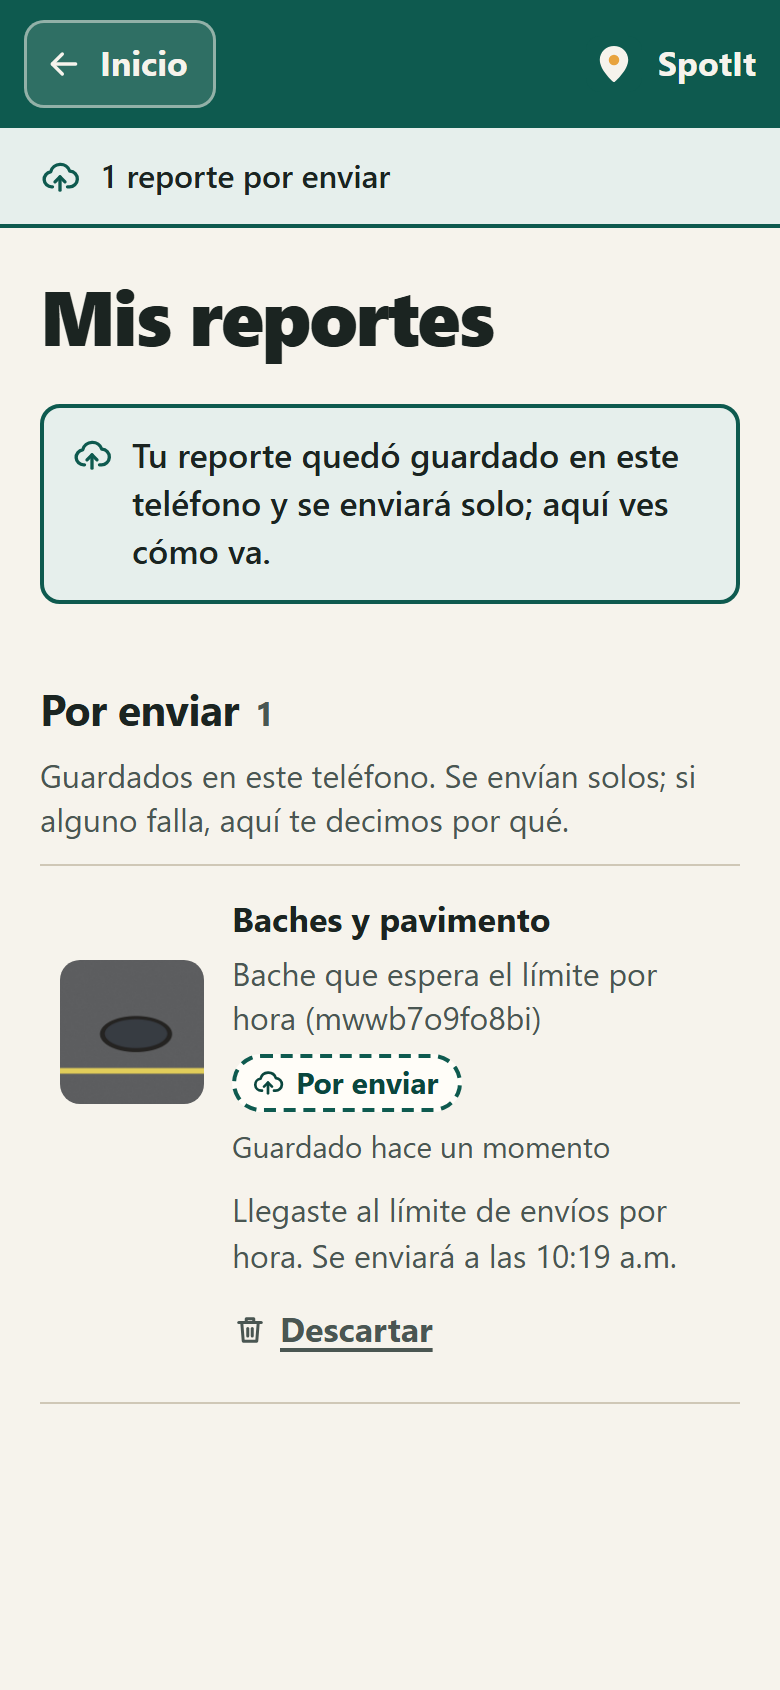 Inicio
SpotIt
1 reporte por enviar
Mis reportes
Tu reporte quedó guardado en este
teléfono y se enviará solo; aquí ves
cómo va.
Por enviar 1
Guardados en este teléfono. Se envían solos; si
alguno falla, aquí te decimos por qué.
Baches y pavimento
Bache que espera el límite por
hora (mwwb7o9fo8bi)
Por enviar
Guardado hace un momento
Llegaste al límite de envíos por
hora. Se enviará a las 10:19 a.m.
Descartar